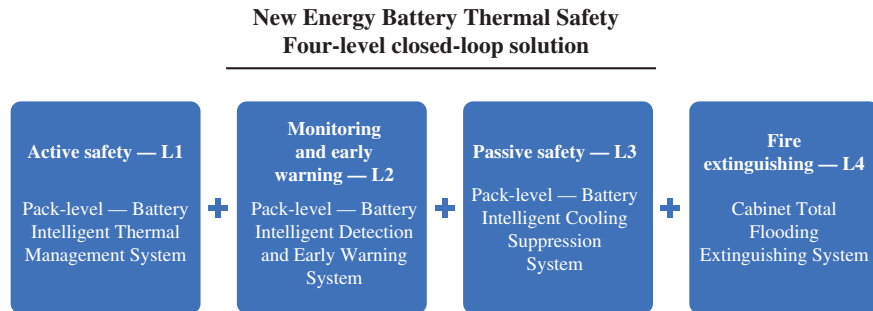 New Energy Battery Thermal Safety
Four-level closed-loop solution
Active safety — L1
Pack-level — Battery
Intelligent Thermal
Management System
Monitoring
and early
warning — L2
Pack-level — Battery
Intelligent Detection
and Early Warning
System
Passive safety — L3
Pack-level — Battery
Intelligent Cooling
Suppression
System
Fire
extinguishing — L4
Cabinet Total
Flooding
Extinguishing System